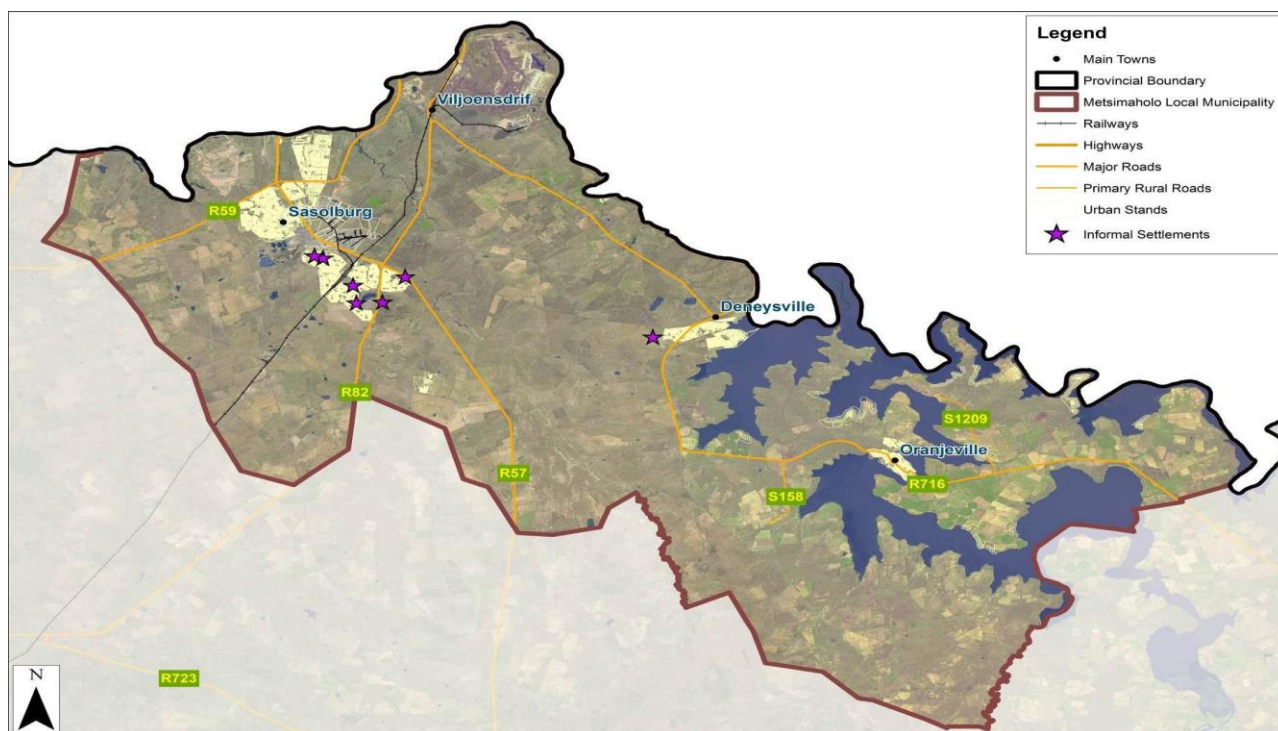 Legend
Main Towns
Provincial Boundary
Metsimaholo Local Municipality
Railways
Highways
Major Roads
Primary Rural Roads
Urban Stands
Informal Settlements
Viljoensdrif
R59
Sasolburg
Deneysville
R82
S1209
Oranjeville
R57
R716
S158
R723
N